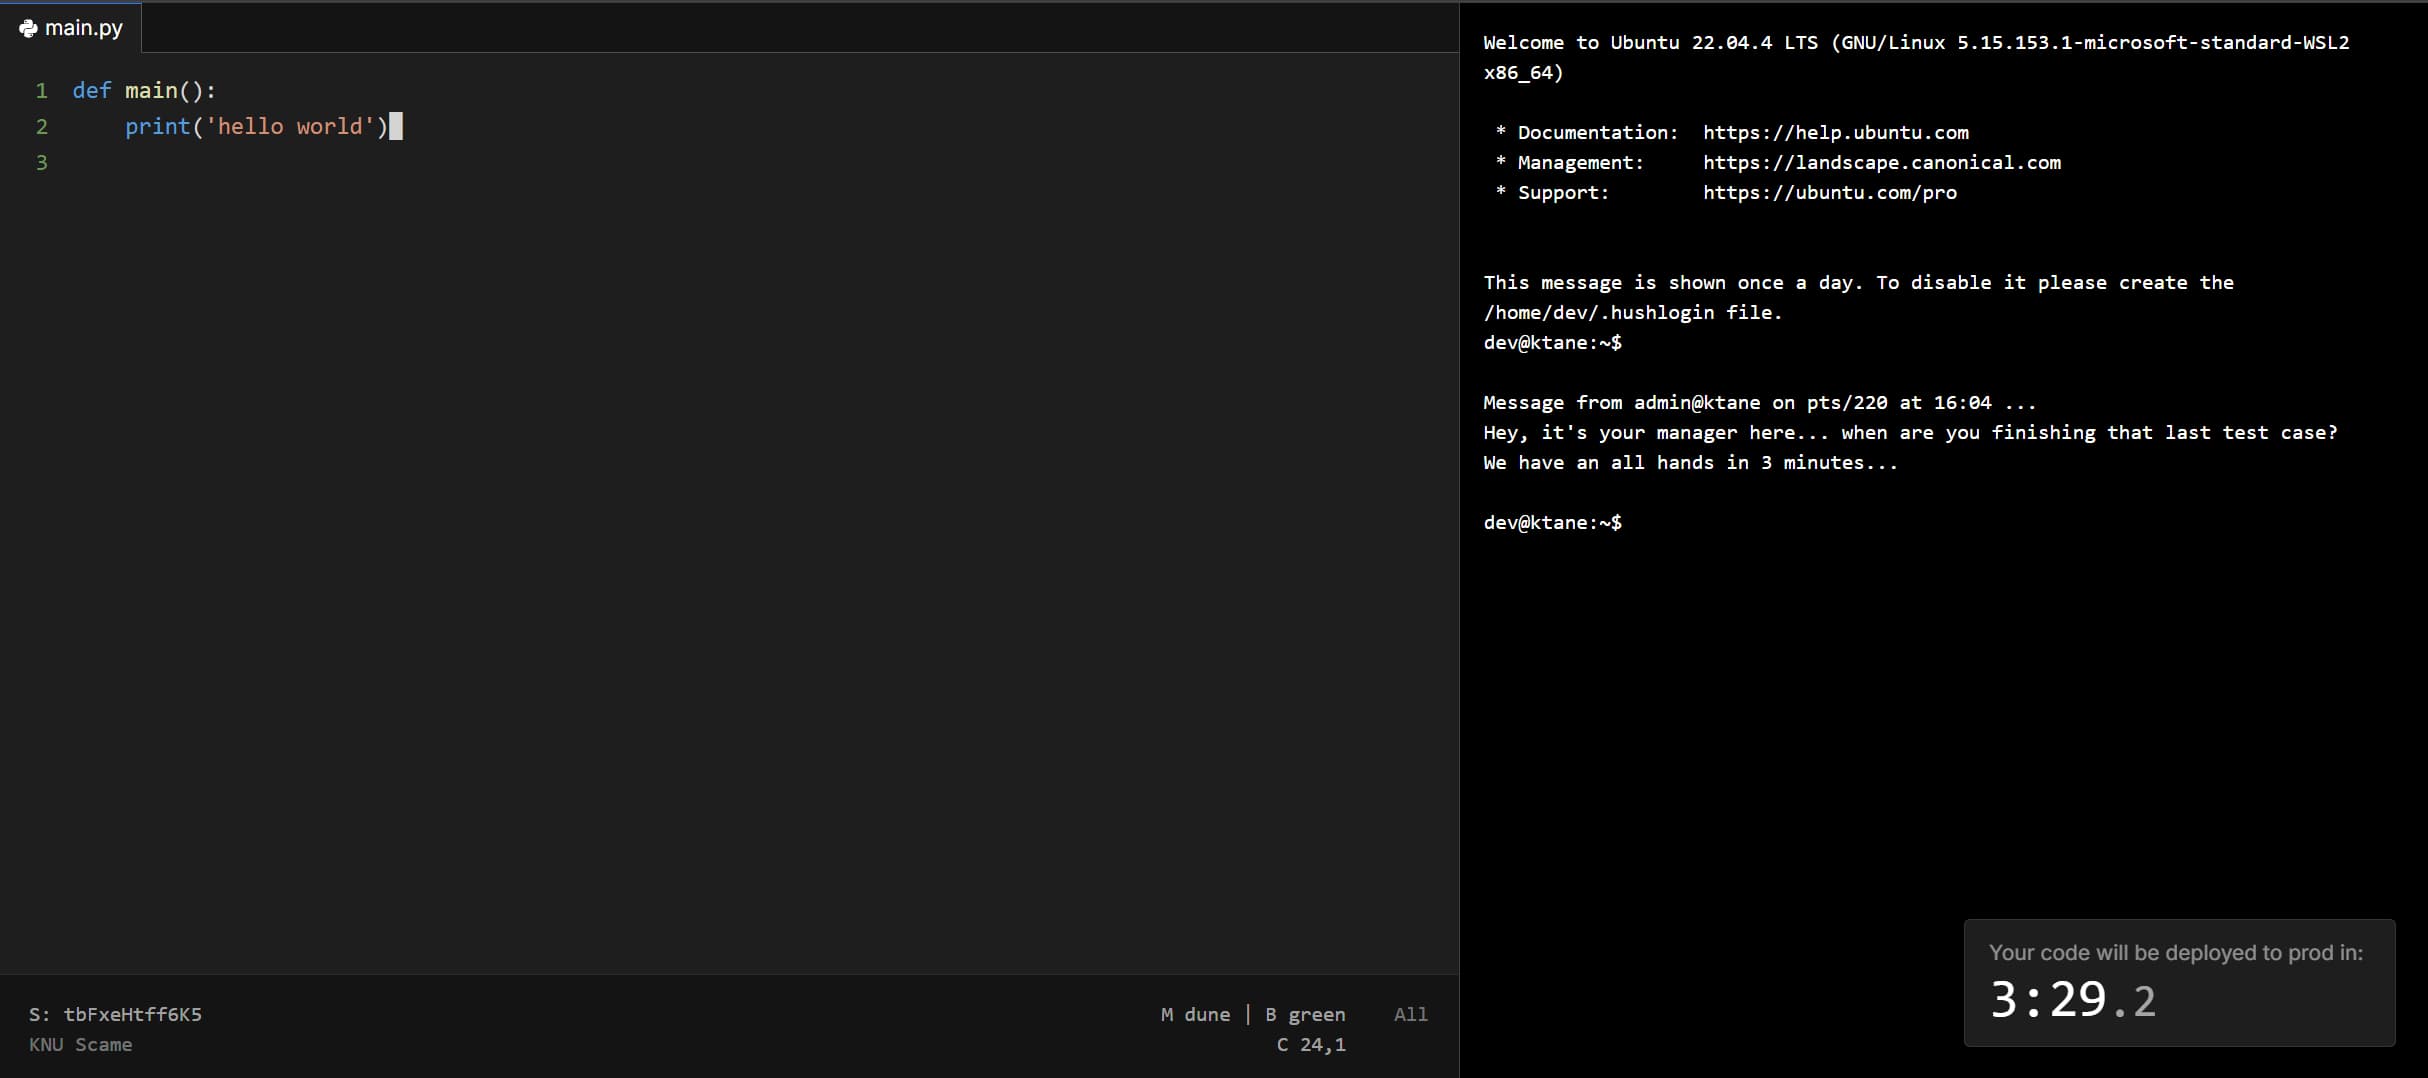 main.py
1 def main():
2     print('hello world')
3
S: tbFxeHtff6K5
KNU Scame
M dune | B green    All
C 24,1
Welcome to Ubuntu 22.04.4 LTS (GNU/Linux 5.15.153.1-microsoft-standard-WSL2
x86_64)
 * Documentation:  https://help.ubuntu.com
 * Management:     https://landscape.canonical.com
 * Support:        https://ubuntu.com/pro
This message is shown once a day. To disable it please create the
/home/dev/.hushlogin file.
dev@ktane:~$
Message from admin@ktane on pts/220 at 16:04 ...
Hey, it's your manager here... when are you finishing that last test case?
We have an all hands in 3 minutes...
dev@ktane:~$
Your code will be deployed to prod in:
3:29.2